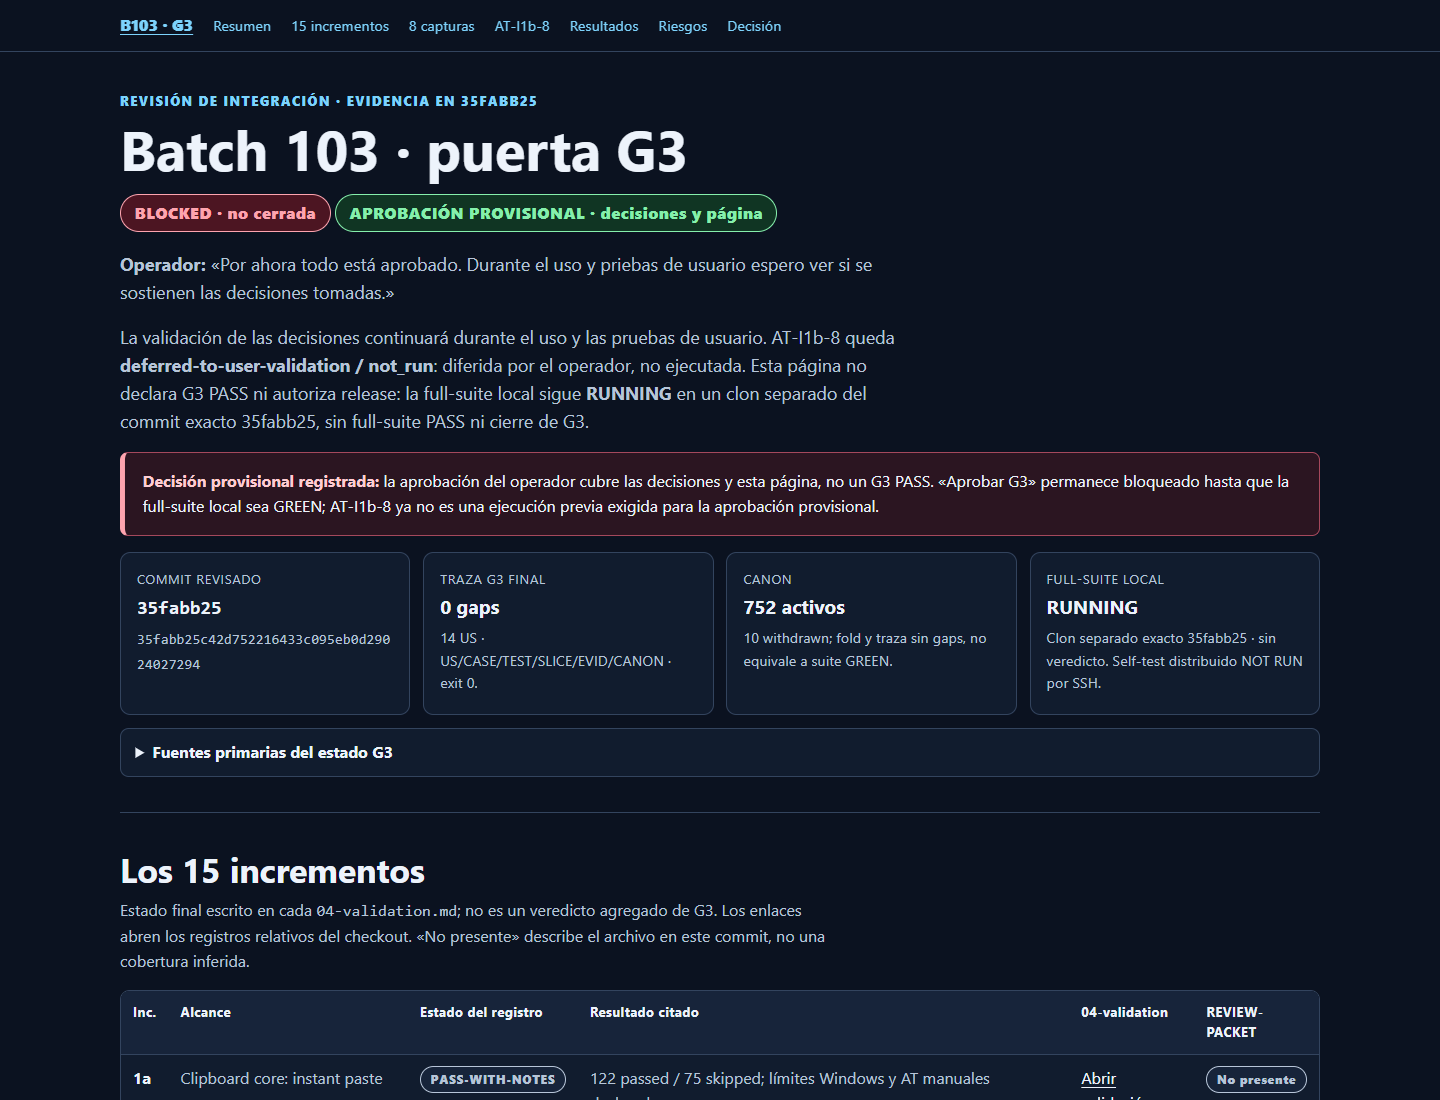 B103 · G3 Resumen 15 incrementos 8 capturas AT-I1b-8 Resultados Riesgos Decisión
REVISIÓN DE INTEGRACIÓN · EVIDENCIA EN 35FABB25
Batch 103 · puerta G3
BLOCKED · no cerrada APROBACIÓN PROVISIONAL · decisiones y página
Operador: «Por ahora todo está aprobado. Durante el uso y priebas de usuario espero ver si se
sostienen las decisiones tomadas.»
La validación de las decisiones continuará durante el uso y las pruebas de usuario. AT-I1b-8 queda
deferred-to-user-validation / not_run: diferida por el operador, no ejecutada. Esta página no
declara G3 PASS ni autoriza release: la full-suite local sigue RUNNING en un clon separado del
commit exacto 35fabb25, sin full-suite PASS ni cierre de G3.
Decisión provisional registrada: la aprobación del operador cubre las decisiones y esta página, no un G3 PASS. «Aprobar G3» permanece bloqueado hasta que la
full-suite local sea GREEN; AT-I1b-8 ya no es una ejecución previa exigida para la aprobación provisional.
COMMIT REVISADO
35fabb25
35fabb25c42d752216433c095eb0d290
24027294
TRAZA G3 FINAL
0 gaps
14 US ·
US/CASE/TEST/SLICE/EVID/CANON ·
exit 0.
CANON
752 activos
10 withdrawn; fold y traza sin gaps, no
equivale a suite GREEN.
FULL-SUITE LOCAL
RUNNING
Clon separado exacto 35fabb25 · sin
veredicto. Self-test distribuido NOT RUN
por SSH.
▶ Fuentes primarias del estado G3
Los 15 incrementos
Estado final escrito en cada 04-validation.md; no es un veredicto agregado de G3. Los enlaces
abren los registros relativos del checkout. «No presente» describe el archivo en este commit, no una
cobertura inferida.
Inc. Alcance Estado del registro Resultado citado 04-validation REVIEW-
PACKET
1a Clipboard core: instant paste PASS-WITH-NOTES 122 passed / 75 skipped; límites Windows y AT manuales Abrir No presente